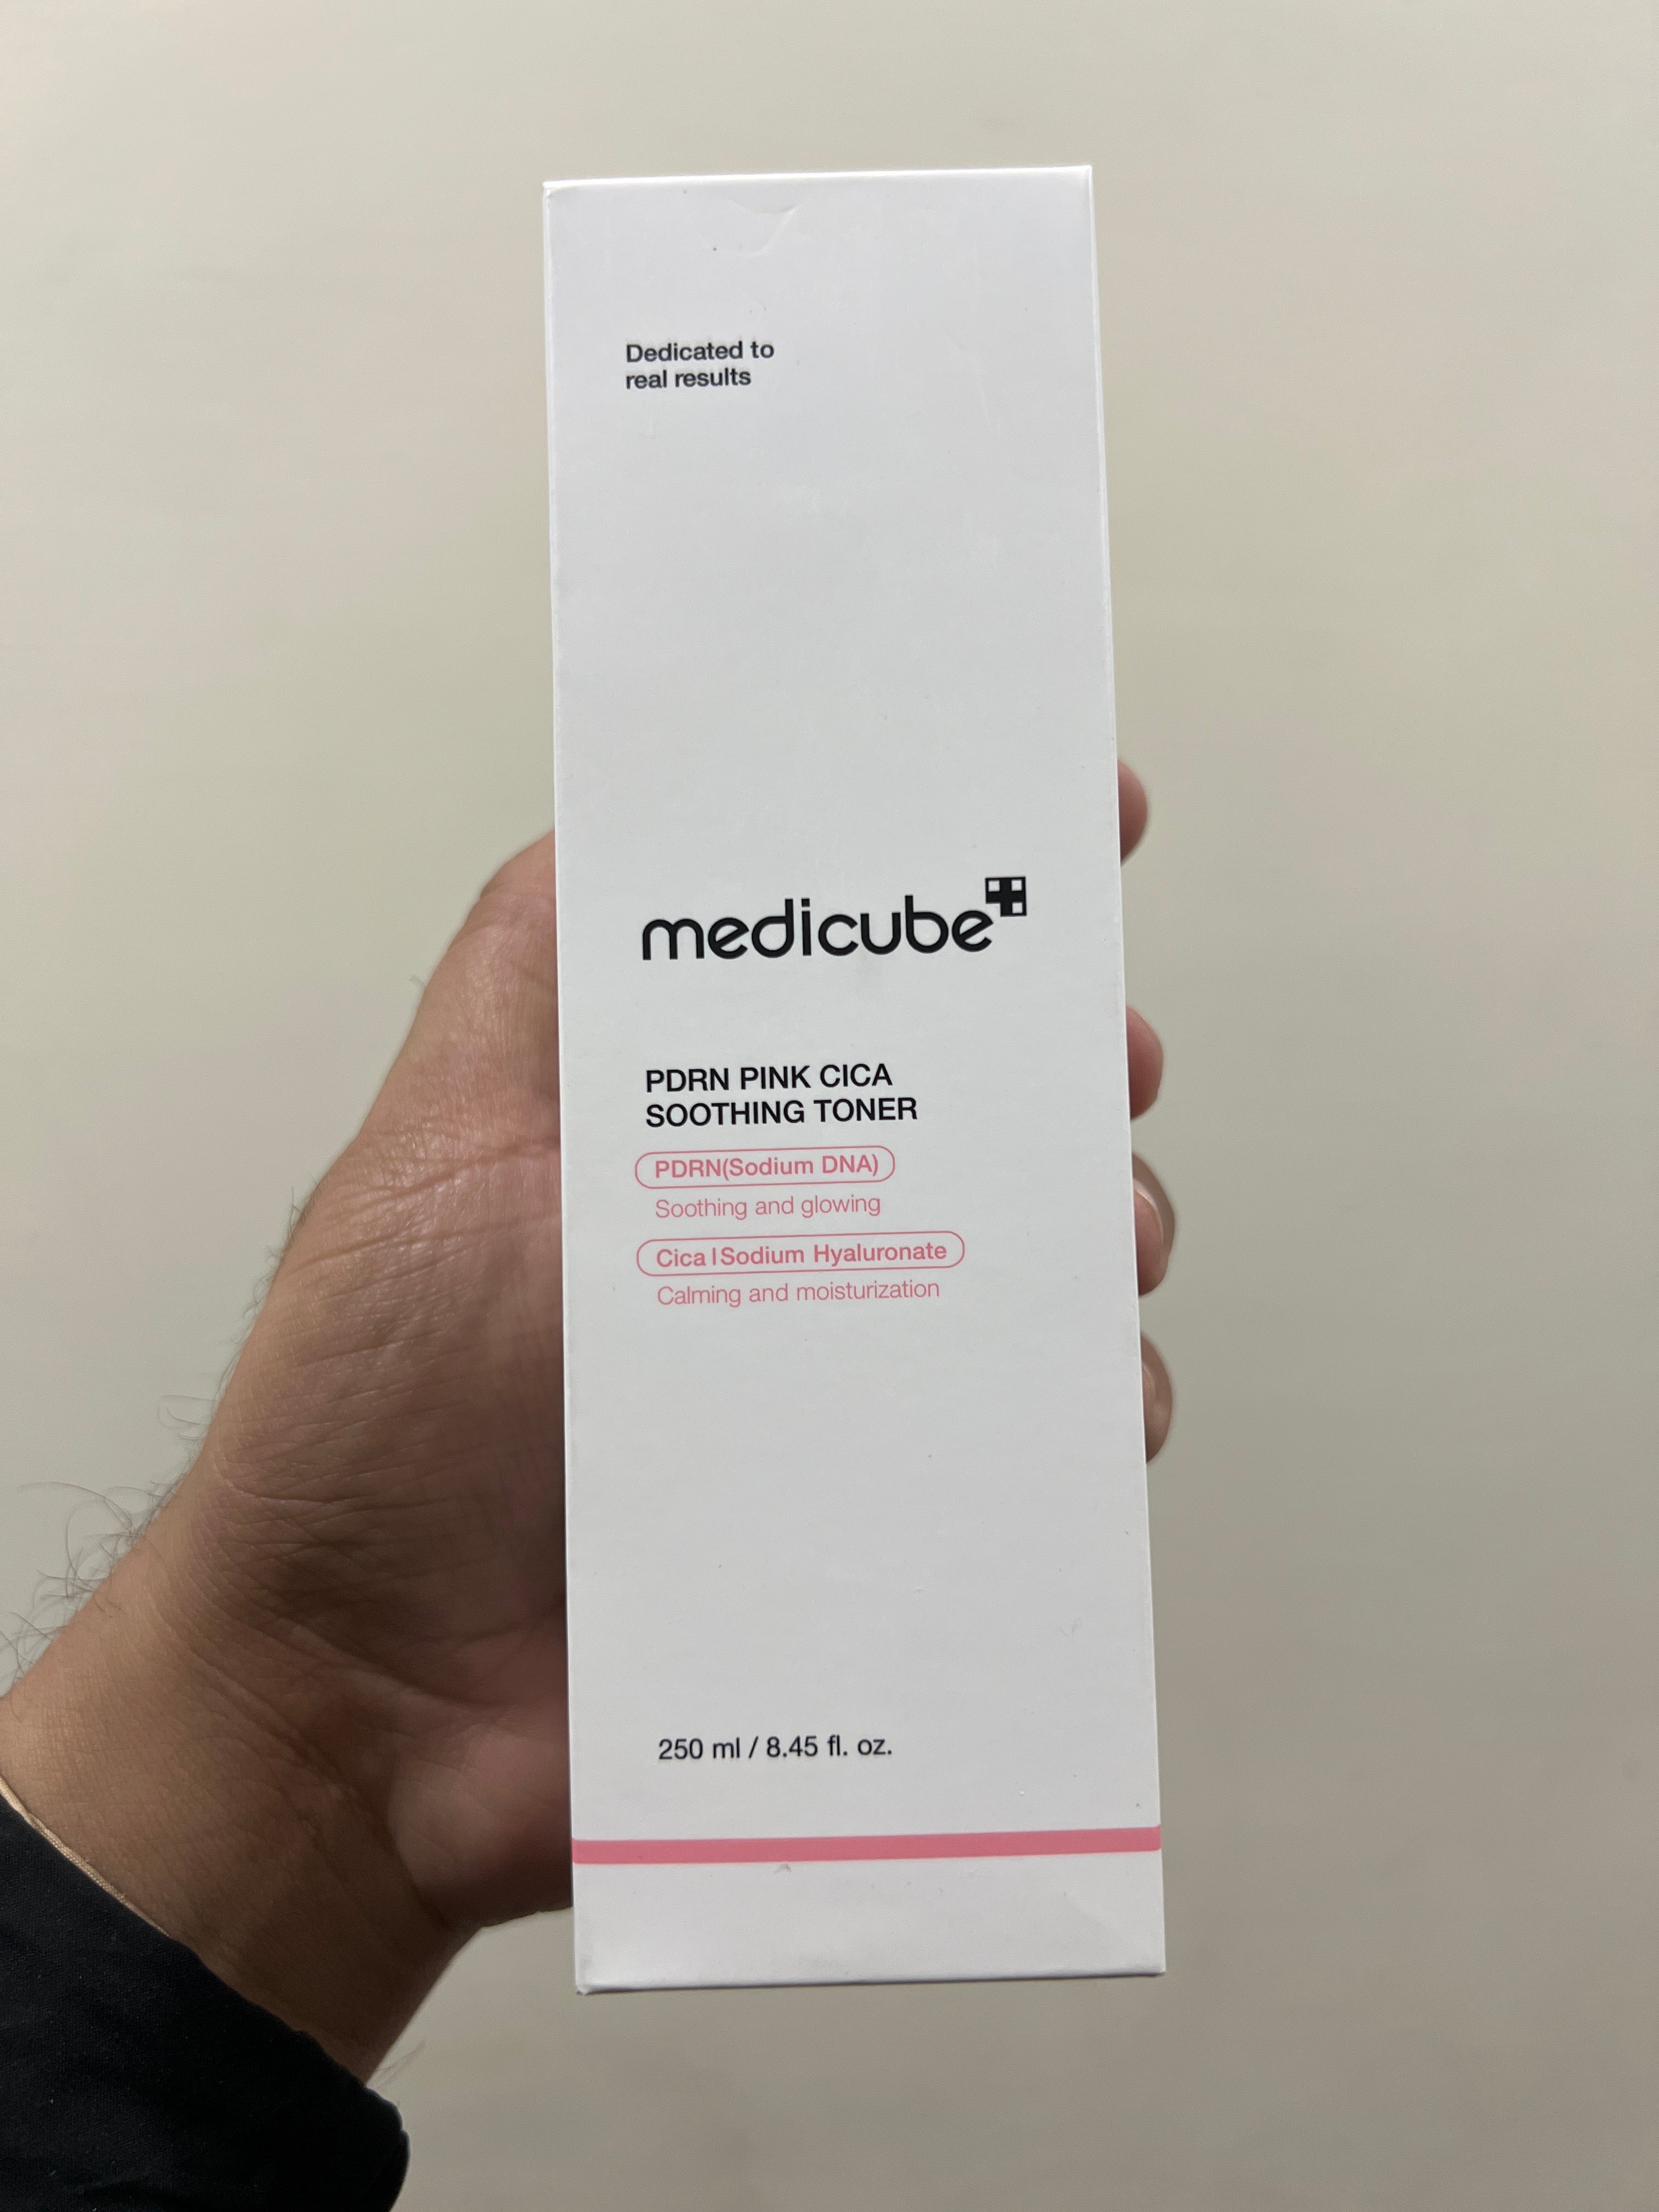 Dedicated to
real results
medicube
PDRN PINK CICA
SOOTHING TONER
PDRN(Sodium DNA)
Soothing and glowing
Cica | Sodium Hyaluronate
Calming and moisturization
250 ml / 8.45 fl. oz.